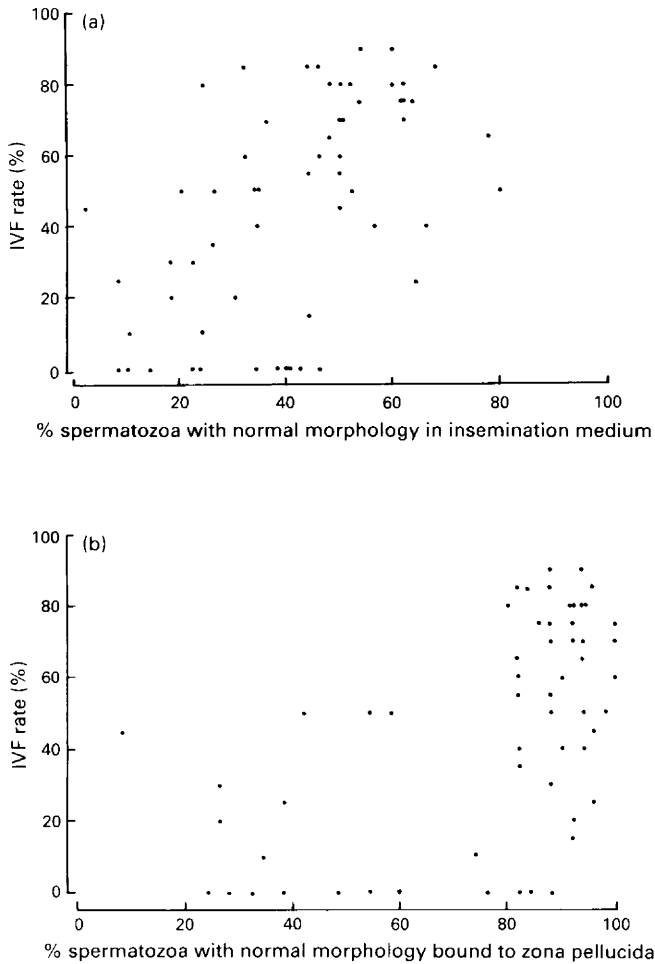 (a)
100
80
60
40
20
0
IVF rate (%)
0 20 40 60 80 100
% spermatozoa with normal morphology in insemination medium
(b)
100
80
60
40
20
0
IVF rate (%)
0 20 40 60 80 100
% spermatozoa with normal morphology bound to zona pellucida